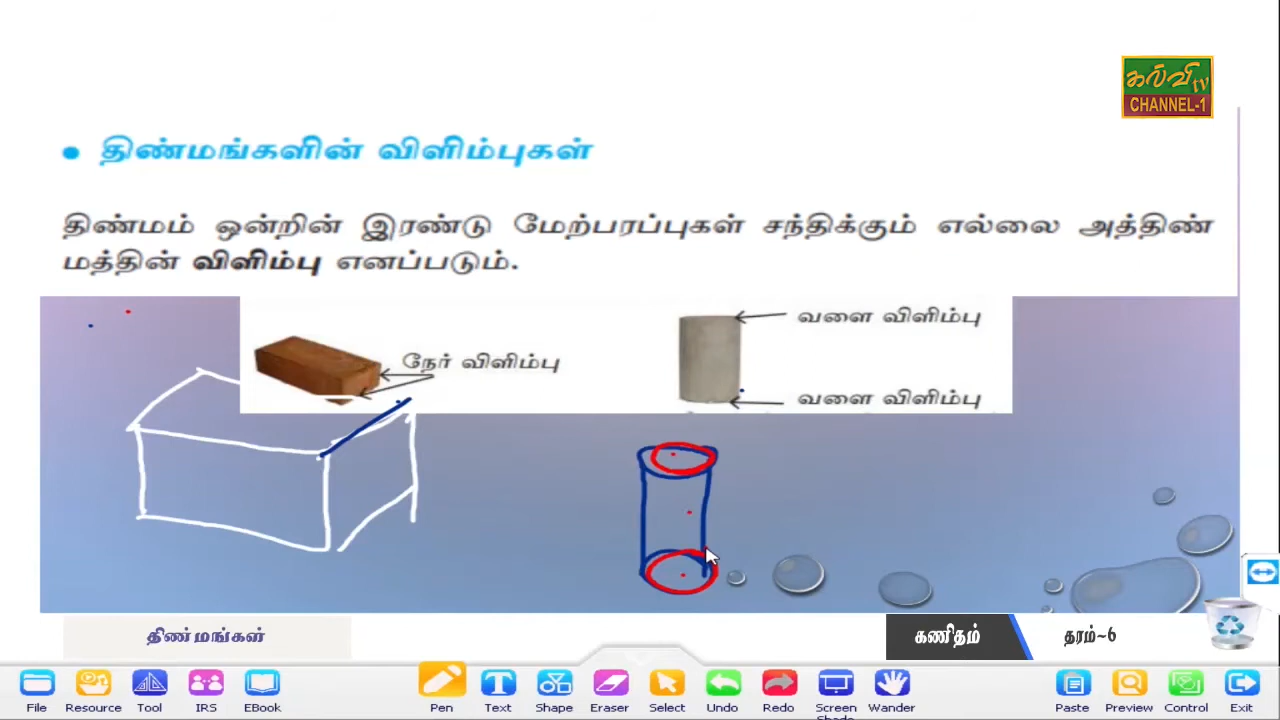 கல்வி tv
CHANNEL-1
• திண்மங்களின் விளிம்புகள்
திண்மம் ஒன்றின் இரண்டு மேற்பரப்புகள் சந்திக்கும் எல்லை அத்திண்
மத்தின் விளிம்பு எனப்படும்.
வளை விளிம்பு
நேர் விளிம்பு
வளை விளிம்பு
திண்மங்கள்
கணிதம்
தரம்-6
File Resource Tool IRS EBook Pen Text Shape Eraser Select Undo Redo Screen Wander Paste Preview Control Exit